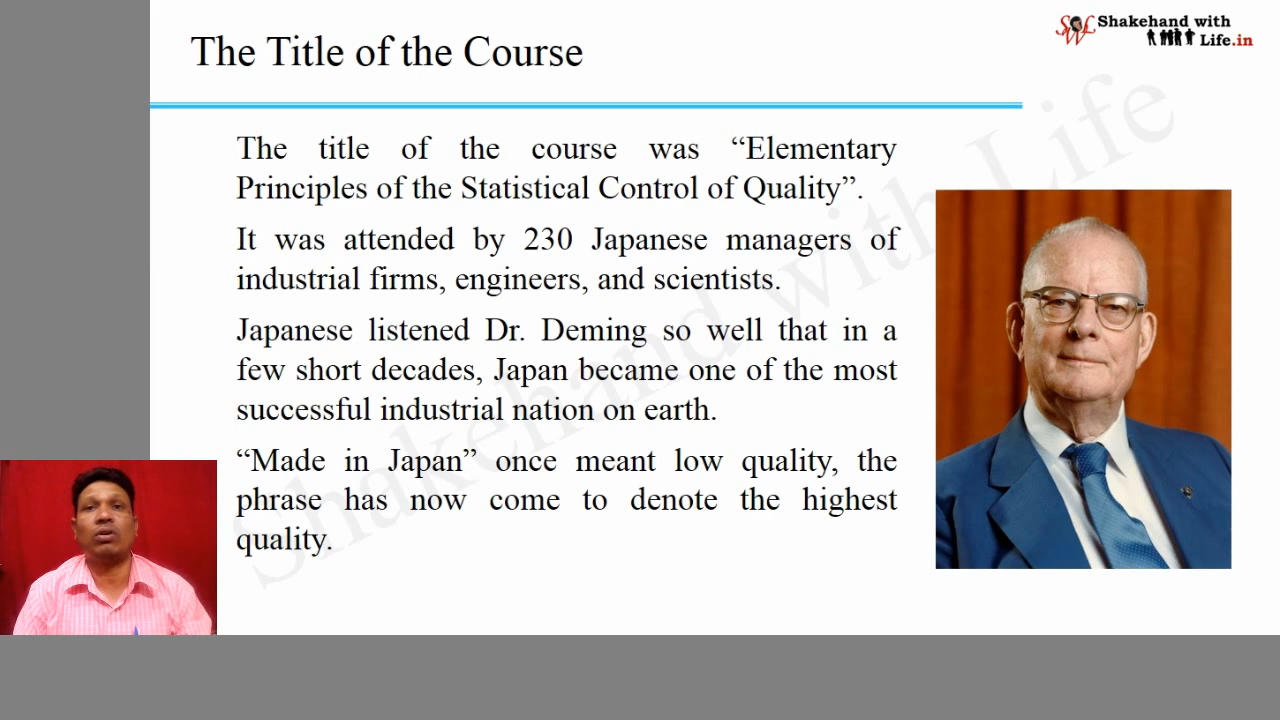 The Title of the Course
Shakehand with
Life.in
The title of the course was “Elementary
Principles of the Statistical Control of Quality”.
It was attended by 230 Japanese managers of
industrial firms, engineers, and scientists.
Japanese listened Dr. Deming so well that in a
few short decades, Japan became one of the most
successful industrial nation on earth.
“Made in Japan” once meant low quality, the
phrase has now come to denote the highest
quality.
Shakehand with Life